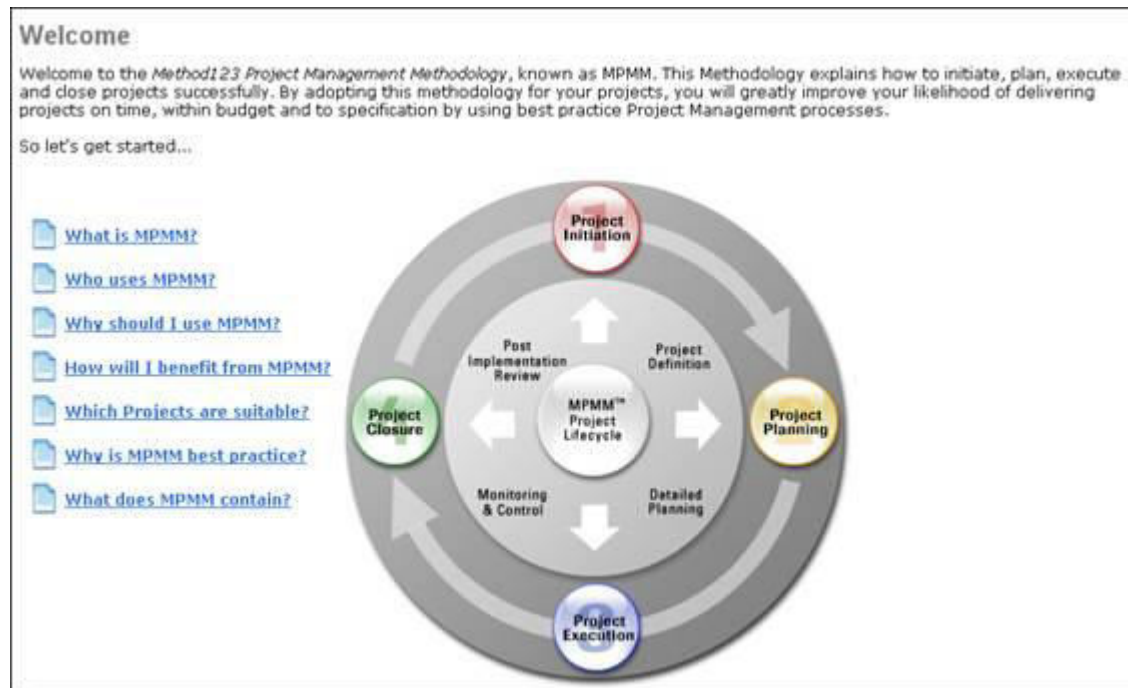 Welcome
Welcome to the Method123 Project Management Methodology, known as MPMM. This Methodology explains how to initiate, plan, execute
and close projects successfully. By adopting this methodology for your projects, you will greatly improve your likelihood of delivering
projects on time, within budget and to specification by using best practice Project Management processes.
So let's get started...
What is MPMM?
Who uses MPMM?
Why should I use MPMM?
How will I benefit from MPMM?
Which Projects are suitable?
Why is MPMM best practice?
What does MPMM contain?
1
Project
Initiation
Post
Implementation
Review
Project
Definition
4
Project
Closure
MPMM™
Project
Lifecycle
2
Project
Planning
Monitoring
& Control
Detailed
Planning
3
Project
Execution